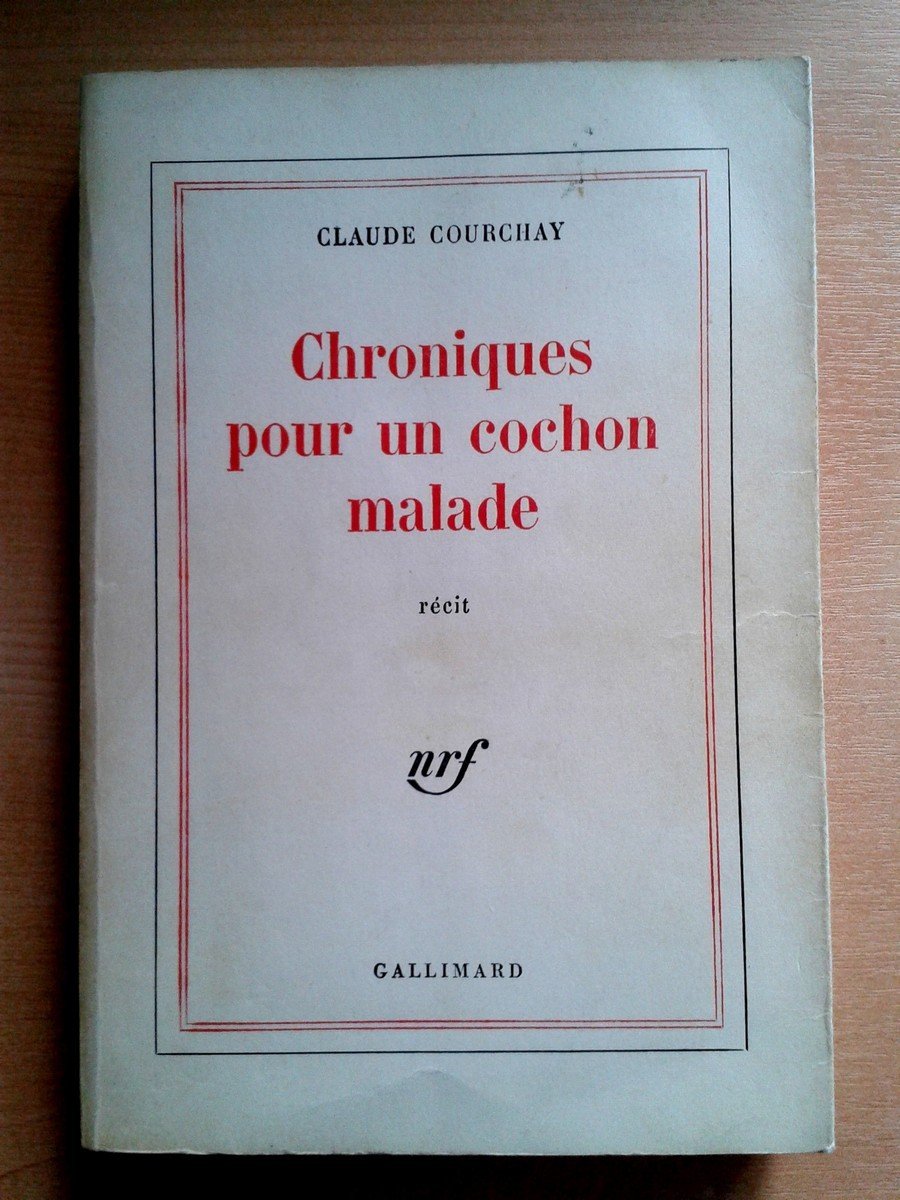 CLAUDE COURCHAY
Chroniques
pour un cochon
malade
récit
nrf
GALLIMARD